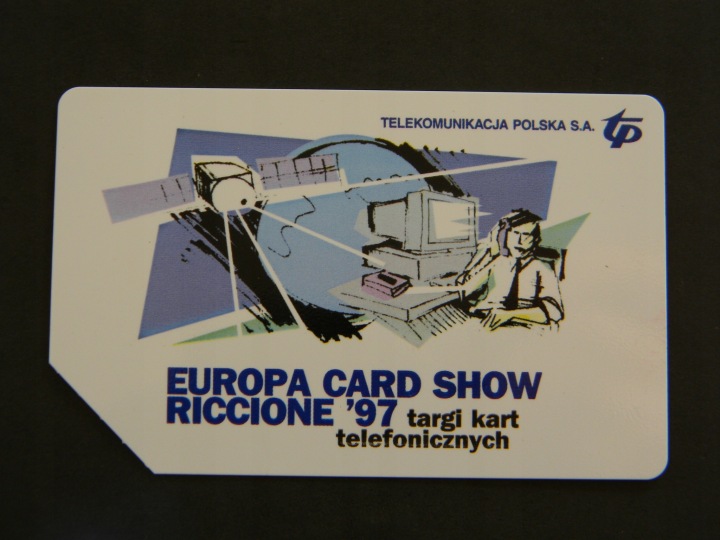 TELEKOMUNIKACJA POLSKA S.A. tp
EUROPA CARD SHOW
RICCIONE '97 targi kart
telefonicznych